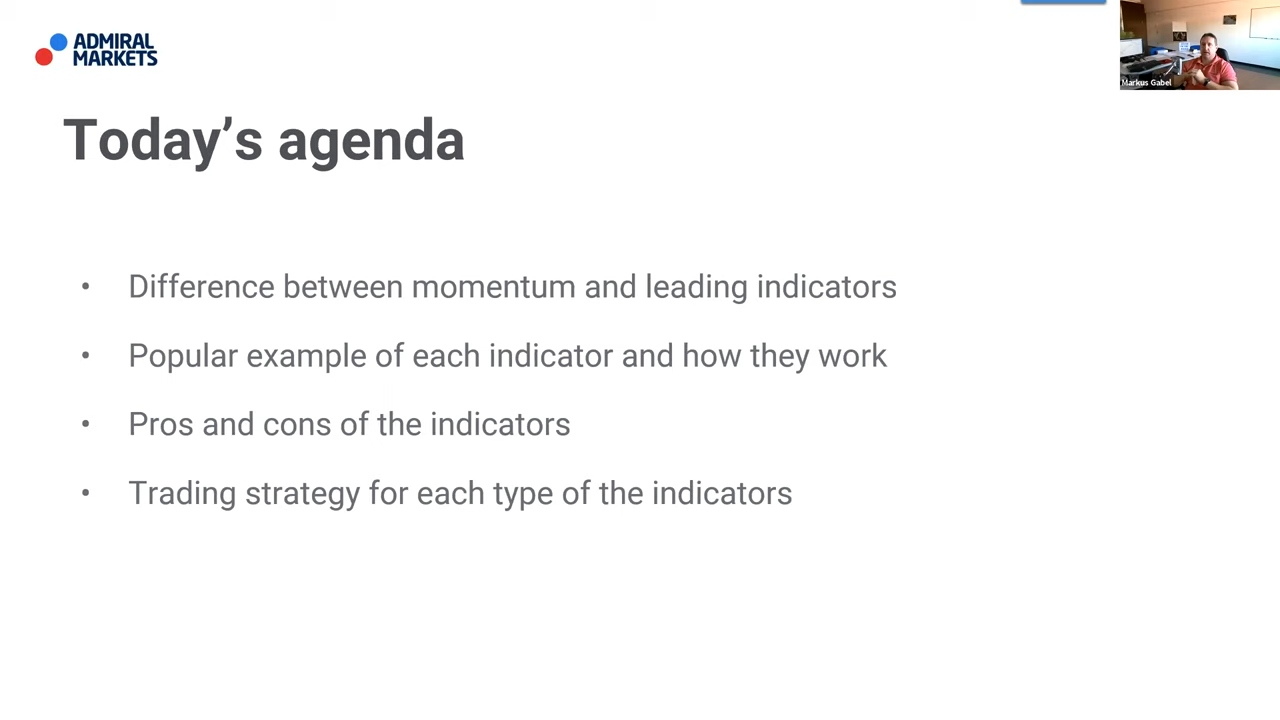 ADMIRAL
MARKETS
Markus Gabel
Today’s agenda
• Difference between momentum and leading indicators
• Popular example of each indicator and how they work
• Pros and cons of the indicators
• Trading strategy for each type of the indicators